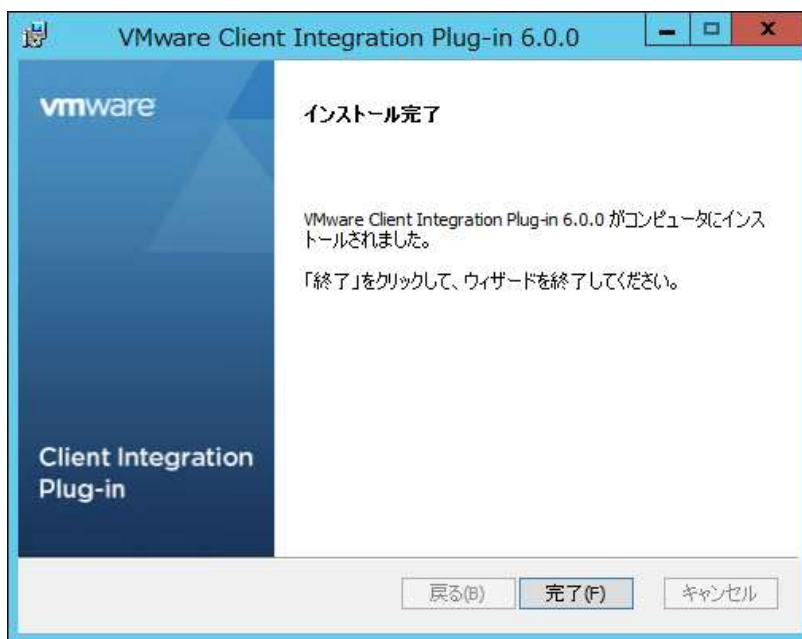 VMware Client Integration Plug-in 6.0.0
vmware
インストール完了
VMware Client Integration Plug-in 6.0.0 がコンピュータにインス
トールされました。
「終了」をクリックして、ウィザードを終了してください。
Client Integration
Plug-in
戻る(B)
完了(F)
キャンセル